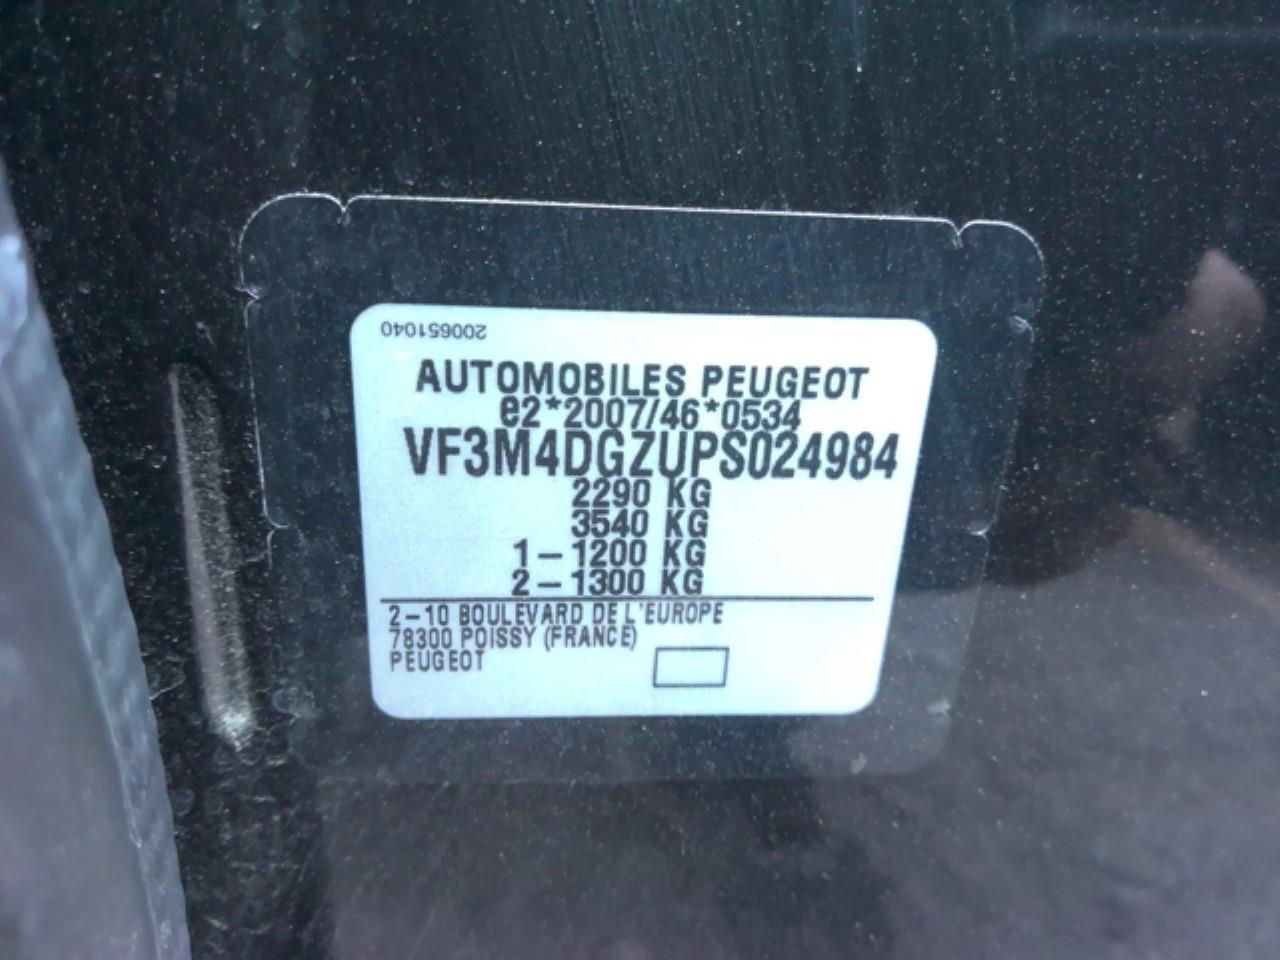 200651040
AUTOMOBILES PEUGEOT
e2*2007/46*0534
VF3M4DGZUPS024984
2290 KG
3540 KG
1-1200 KG
2-1300 KG
2-10 BOULEVARD DE L'EUROPE
78300 POISSY (FRANCE)
PEUGEOT